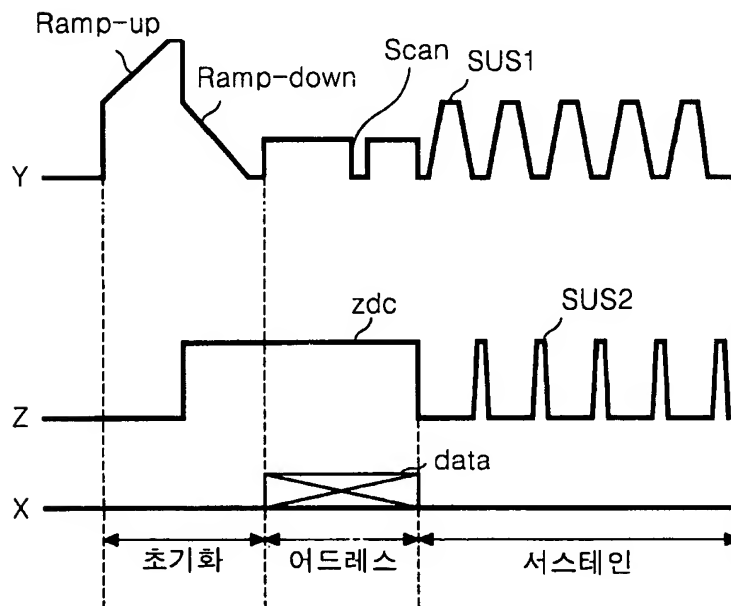 Ramp-up
Ramp-down
Scan
SUS1
Y
zdc
SUS2
Z
data
X
초기화
어드레스
서스테인